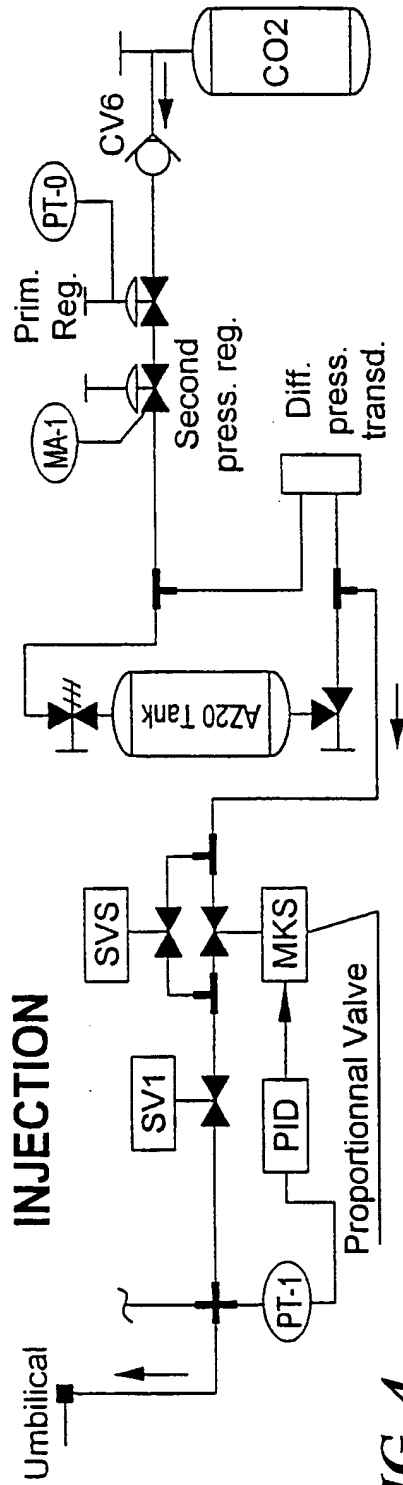 INJECTION
Umbilical
SV1
SVS
PT-1
PID
MKS
Proportionnal Valve
AZ20 Tank
Diff.
press.
transd.
MA-1
Second
press. reg.
Prim.
Reg.
PT-0
CV6
CO2